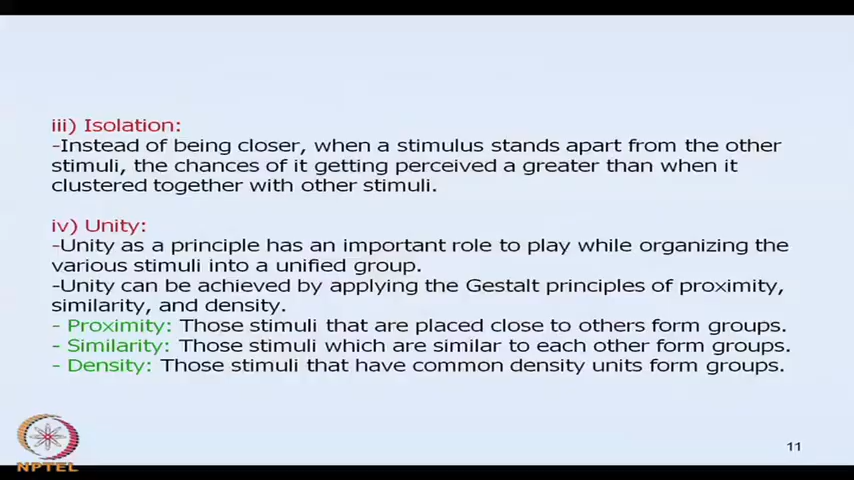 iii) Isolation:
-Instead of being closer, when a stimulus stands apart from the other
stimuli, the chances of it getting perceived a greater than when it
clustered together with other stimuli.
iv) Unity:
-Unity as a principle has an important role to play while organizing the
various stimuli into a unified group.
-Unity can be achieved by applying the Gestalt principles of proximity,
similarity, and density.
- Proximity: Those stimuli that are placed close to others form groups.
- Similarity: Those stimuli which are similar to each other form groups.
- Density: Those stimuli that have common density units form groups.
11
NPTEL